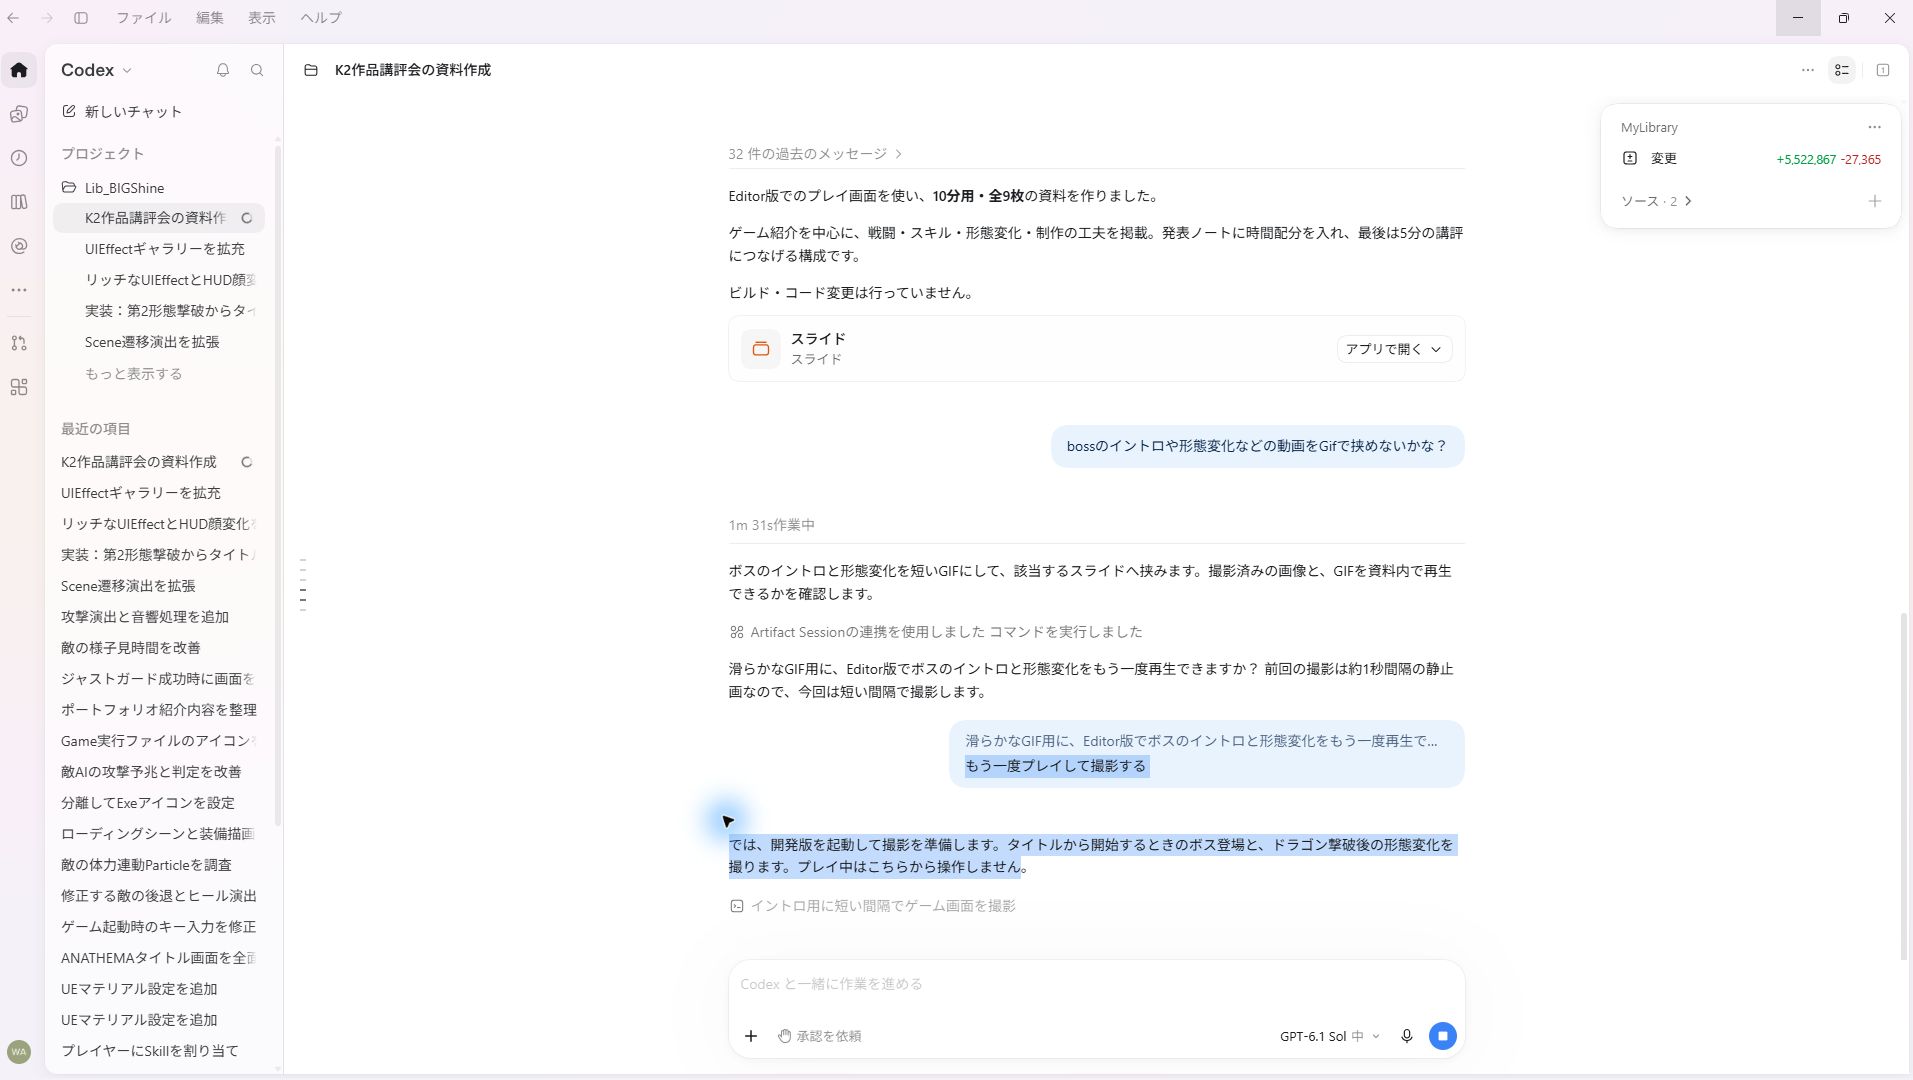 ファイル 編集 表示 ヘルプ
Codex
新しいチャット
プロジェクト
Lib_BIGShine
K2作品講評会の資料作
UIEffectギャラリーを拡充
リッチなUIEffectとHUD顔変
実装：第2形態撃破からタイ
Scene遷移演出を拡張
もっと表示する
最近の項目
K2作品講評会の資料作成
UIEffectギャラリーを拡充
リッチなUIEffectとHUD顔変化を
実装：第2形態撃破からタイトル
Scene遷移演出を拡張
攻撃演出と音響処理を追加
敵の様子見時間を改善
ジャストガード成功時に画面を
ポートフォリオ紹介内容を整理
Game実行ファイルのアイコンを
敵AIの攻撃予兆と判定を改善
分離してExeアイコンを設定
ローディングシーンと装備描画
敵の体力連動Particleを調査
修正する敵の後退とヒール演出
ゲーム起動時のキー入力を修正
ANATHEMAタイトル画面を全面
UEマテリアル設定を追加
UEマテリアル設定を追加
プレイヤーにSkillを割り当て
WA
K2作品講評会の資料作成
32 件の過去のメッセージ
Editor版でのプレイ画面を使い、10分用・全9枚の資料を作りました。
ゲーム紹介を中心に、戦闘・スキル・形態変化・制作の工夫を掲載。発表ノートに時間配分を入れ、最後は5分の講評
につなげる構成です。
ビルド・コード変更は行っていません。
スライド
スライド
アプリで開く
bossのイントロや形態変化などの動画をGifで挟めないかな？
1m 31s作業中
ボスのイントロと形態変化を短いGIFにして、該当するスライドへ挟みます。撮影済みの画像と、GIFを資料内で再生
できるかを確認します。
Artifact Sessionの連携を使用しました コマンドを実行しました
滑らかなGIF用に、Editor版でボスのイントロと形態変化をもう一度再生できますか？ 前回の撮影は約1秒間隔の静止
画なので、今回は短い間隔で撮影します。
滑らかなGIF用に、Editor版でボスのイントロと形態変化をもう一度再生で...
もう一度プレイして撮影する
では、開発版を起動して撮影を準備します。タイトルから開始するときのボス登場と、ドラゴン撃破後の形態変化を
撮ります。プレイ中はこちらから操作しません。
イントロ用に短い間隔でゲーム画面を撮影
Codex と一緒に作業を進める
承認を依頼
GPT-6.1 Sol 中
MyLibrary
変更 +5,522,867 -27,365
ソース · 2
1